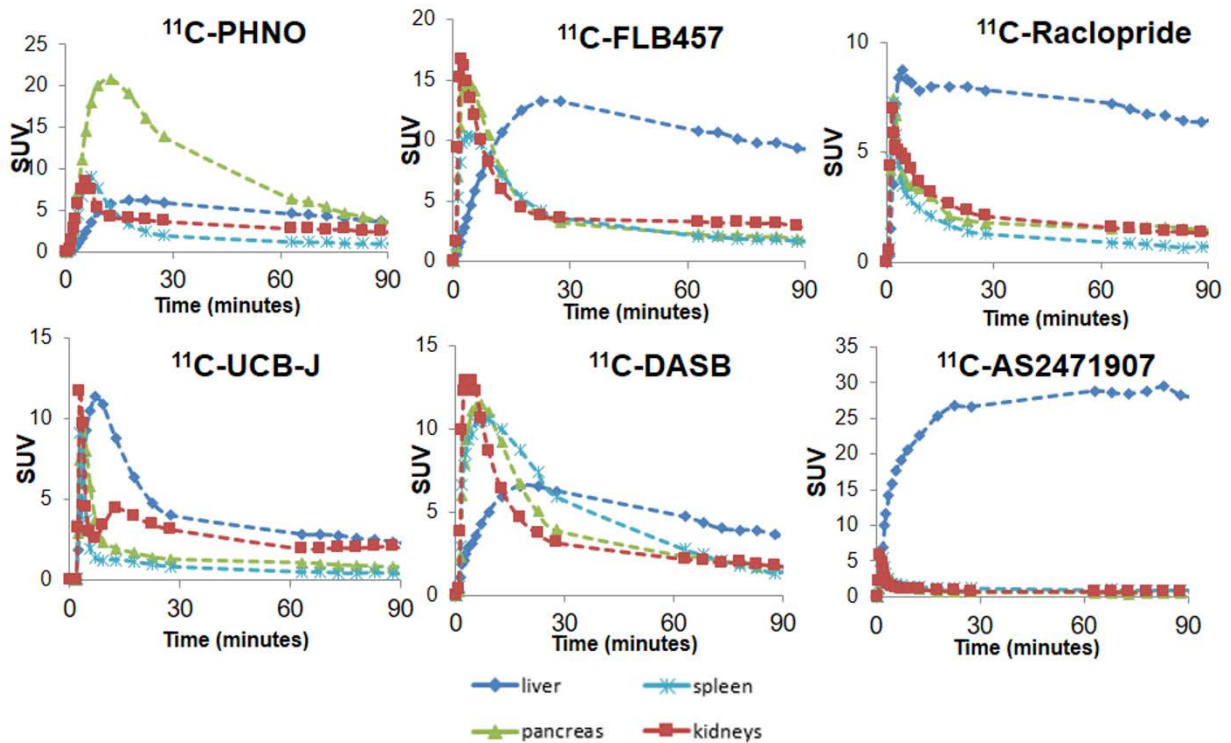 ¹¹C-PHNO
25
20
15
10
5
0
SUV
0 30 60 90
Time (minutes)
¹¹C-FLB457
20
15
10
5
0
SUV
0 30 60 90
Time (minutes)
¹¹C-Raclopride
10
5
0
SUV
0 30 60 90
Time (minutes)
¹¹C-UCB-J
15
10
5
0
SUV
0 30 60 90
Time (minutes)
¹¹C-DASB
15
10
5
0
SUV
0 30 60 90
Time (minutes)
¹¹C-AS2471907
35
30
25
20
15
10
5
0
SUV
0 30 60 90
Time (minutes)
liver spleen
pancreas kidneys